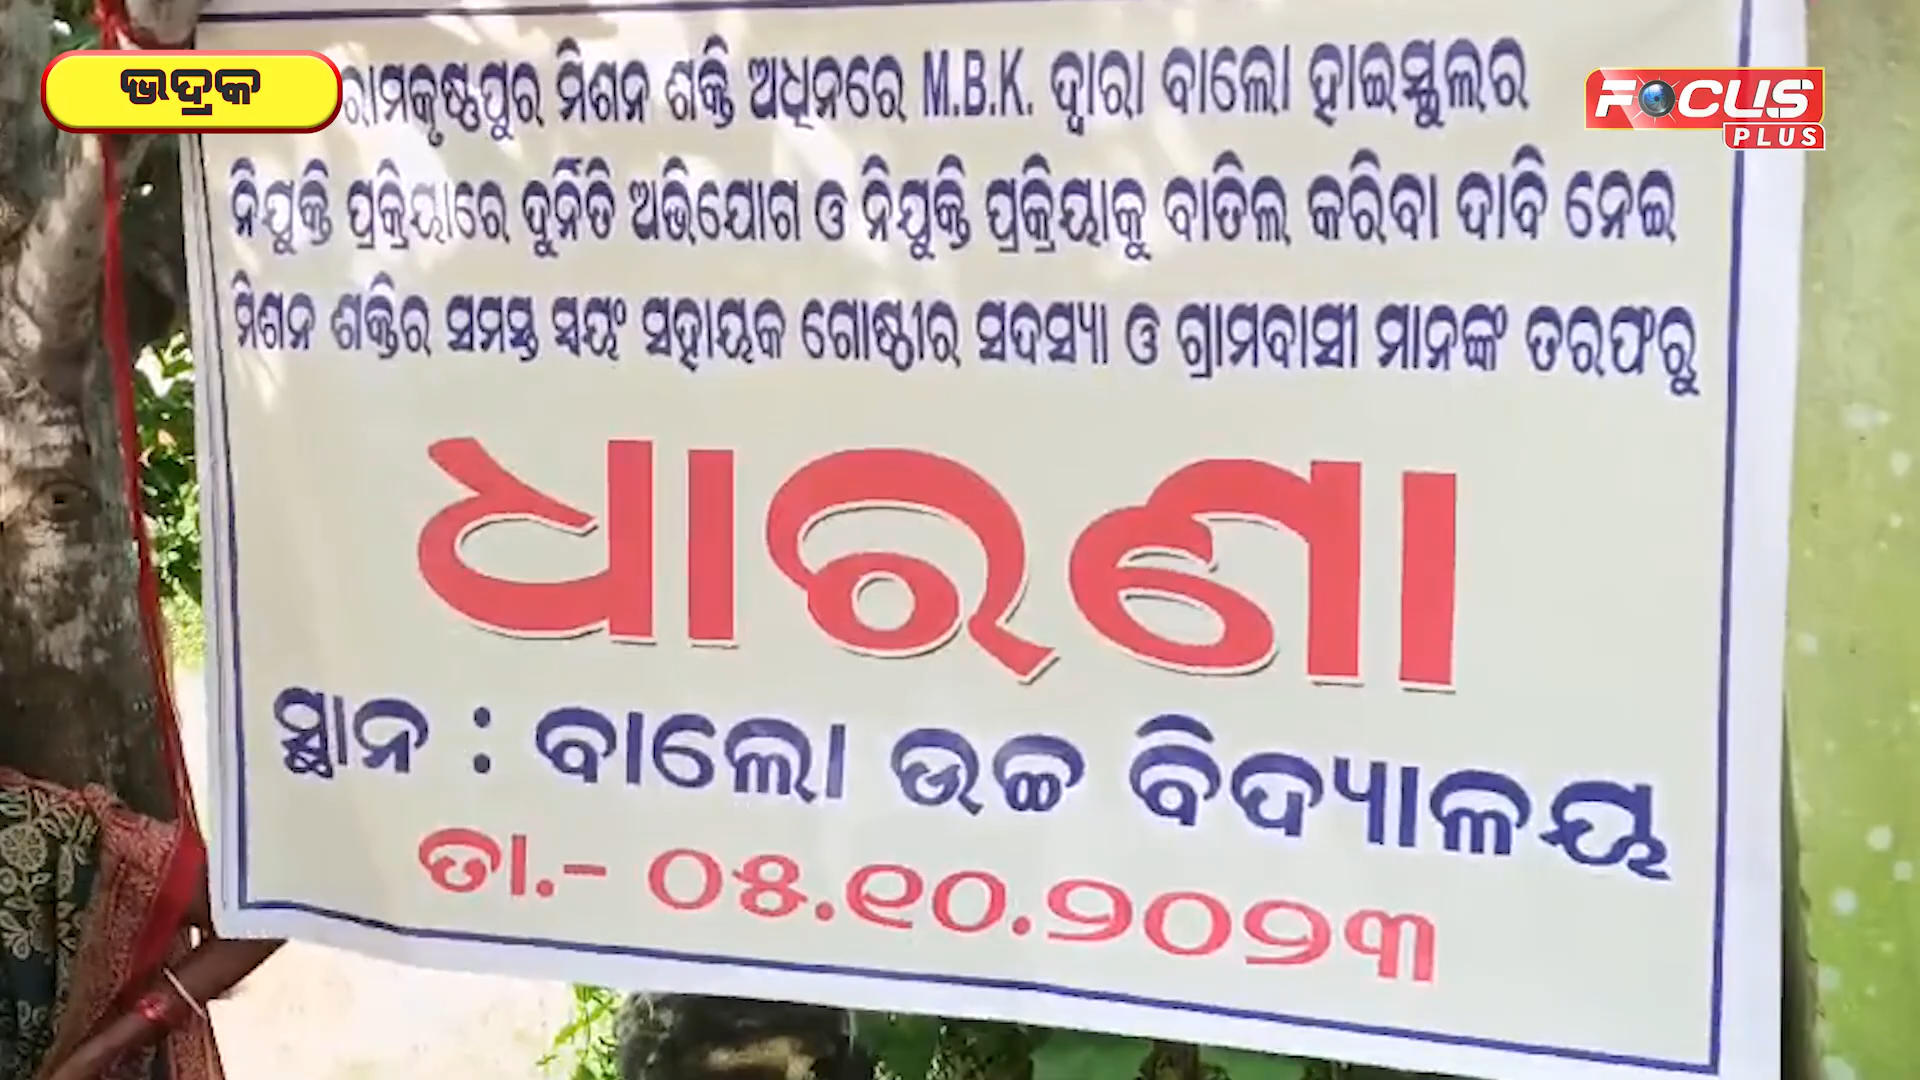 ଭଦ୍ରକ
FOCUS
PLUS
ରାମକୃଷ୍ଣପୁର ମିଶନ ଶକ୍ତି ଅଧିନରେ M.B.K. ଦ୍ଵାରା ବାଲୋ ହାଇସ୍କୁଲର
ନିଯୁକ୍ତି ପ୍ରକ୍ରିୟାରେ ଦୁର୍ନିତି ଅଭିଯୋଗ ଓ ନିଯୁକ୍ତି ପ୍ରକ୍ରିୟାକୁ ବାତିଲ କରିବା ଦାବି ନେଇ
ମିଶନ ଶକ୍ତିର ସମସ୍ତ ସ୍ୱୟଂ ସହାୟକ ଗୋଷ୍ଠୀର ସଦସ୍ୟା ଓ ଗ୍ରାମବାସୀ ମାନଙ୍କ ତରଫରୁ
ଧାରଣା
ସ୍ଥାନ : ବାଲୋ ଉଚ୍ଚ ବିଦ୍ୟାଳୟ
ତା.- ୦୫.୧୦.୨୦୨୩